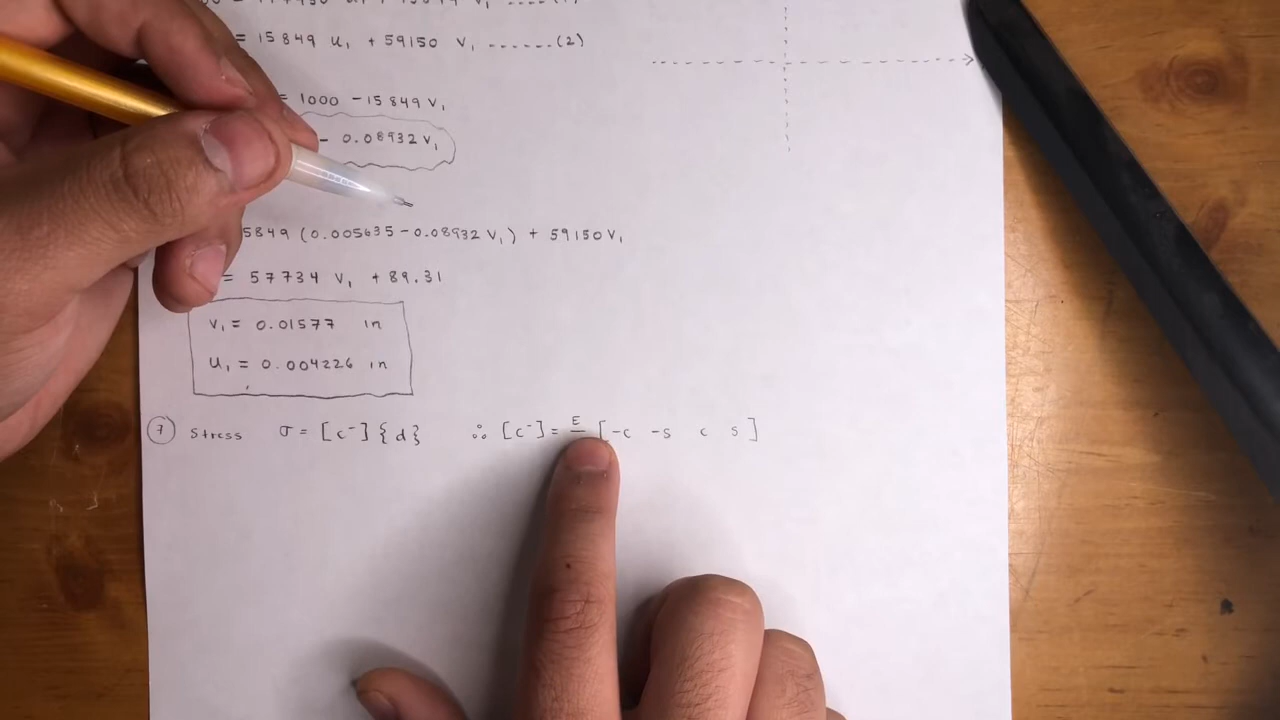 = 15849 u₁ + 59150 v₁ ......(2)
= 1000 - 15849 v₁
- 0.08932 v₁
5849 (0.005635 - 0.08932 v₁) + 59150 v₁
= 57734 v₁ + 89.31
v₁ = 0.01577 in
u₁ = 0.004226 in
7 Stress σ = [c⁻] {d} ∴ [c⁻] = E [-c -s c s]